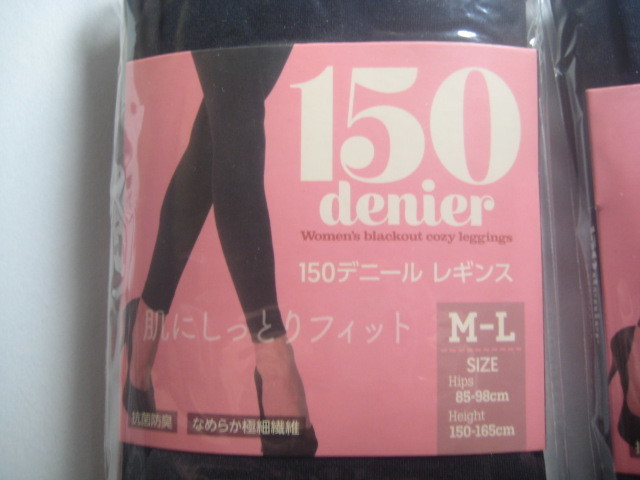 150
denier
Women's blackout cozy leggings
150デニール レギンス
肌にしっとりフィット
M-L
SIZE
Hips
85-98cm
Height
150-165cm
抗菌防臭
なめらか極細繊維